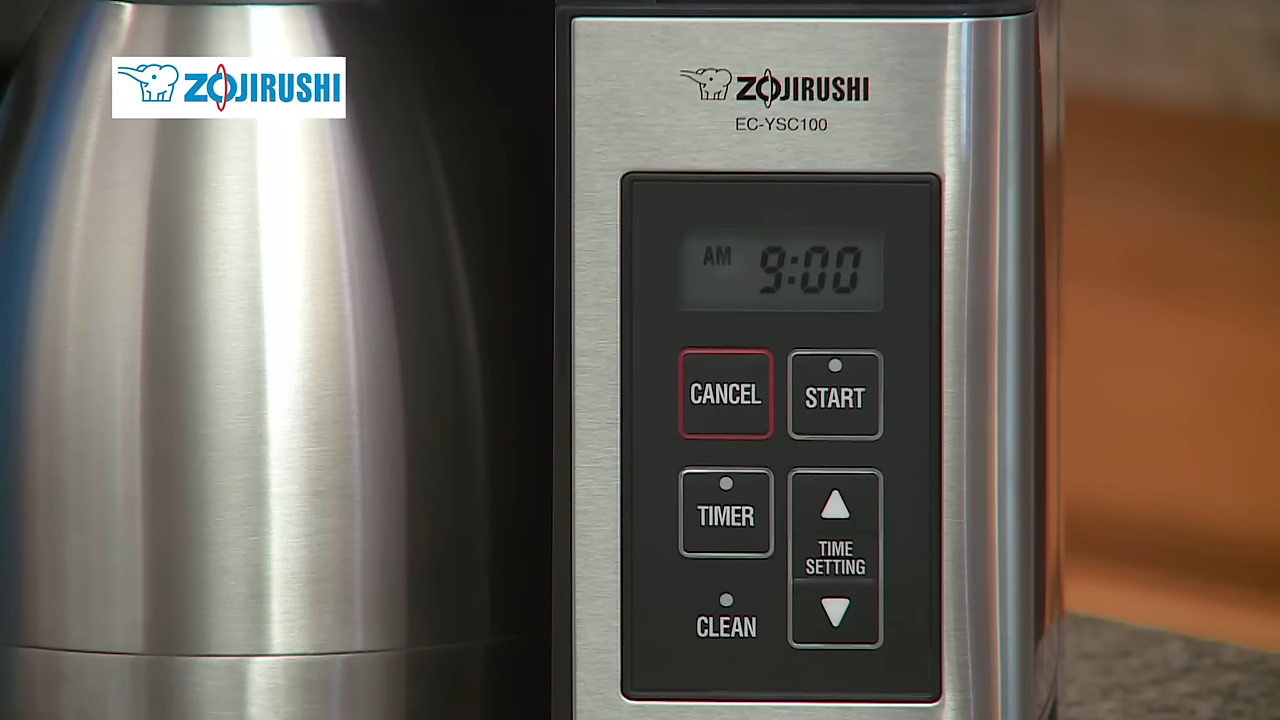 ZOJIRUSHI
ZOJIRUSHI
EC-YSC100
AM 9:00
CANCEL
START
TIMER
TIME
SETTING
CLEAN